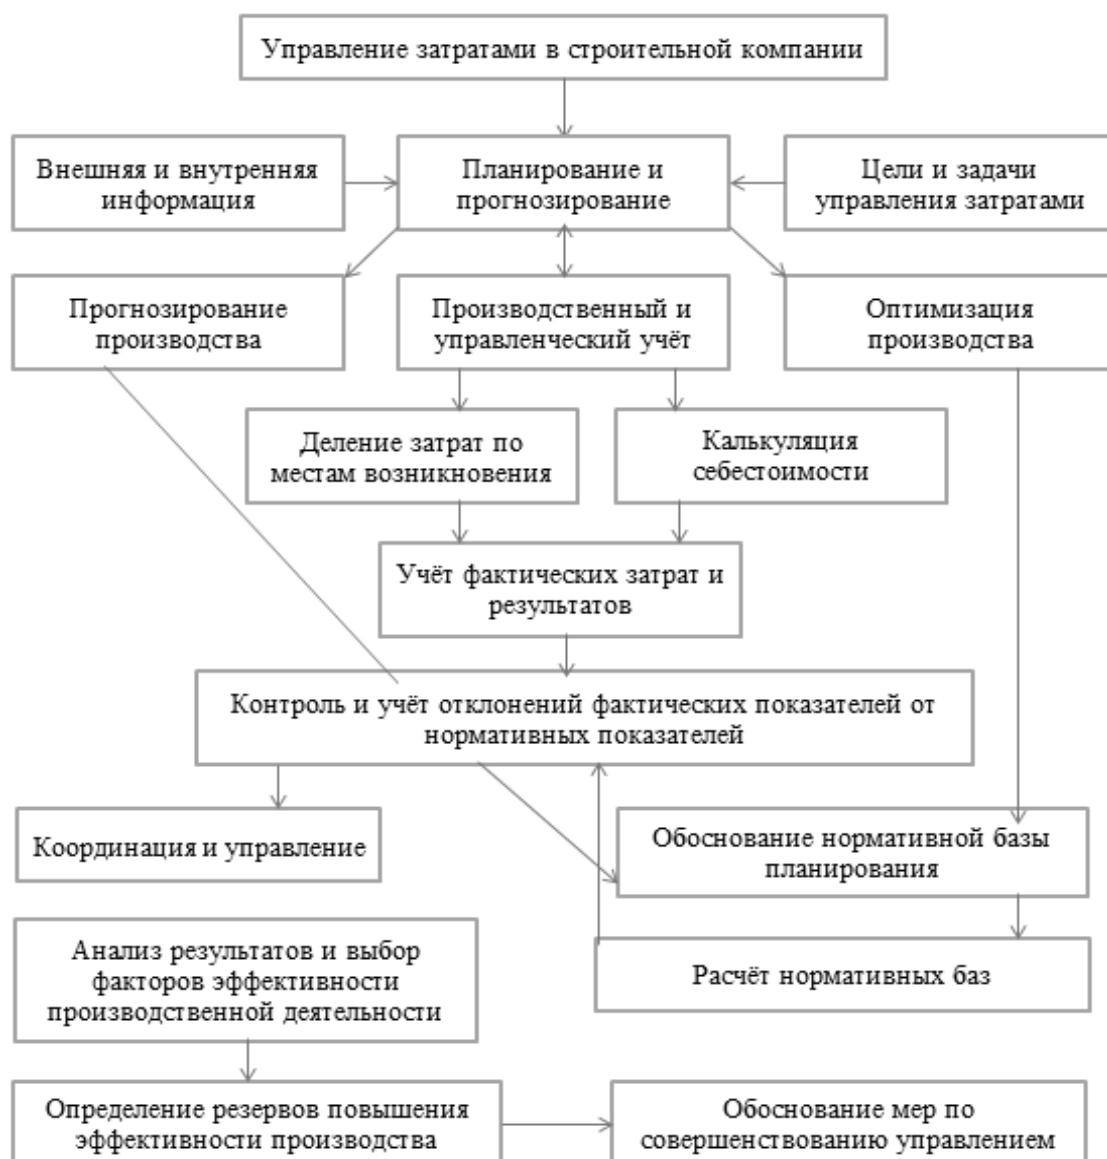 Управление затратами в строительной компании
Внешняя и внутренняя
информация
Планирование и
прогнозирование
Цели и задачи
управления затратами
Прогнозирование
производства
Производственный и
управленческий учёт
Оптимизация
производства
Деление затрат по
местам возникновения
Калькуляция
себестоимости
Учёт фактических затрат и
результатов
Контроль и учёт отклонений фактических показателей от
нормативных показателей
Координация и управление
Обоснование нормативной базы
планирования
Анализ результатов и выбор
факторов эффективности
производственной деятельности
Расчёт нормативных баз
Определение резервов повышения
эффективности производства
Обоснование мер по
совершенствованию управлением